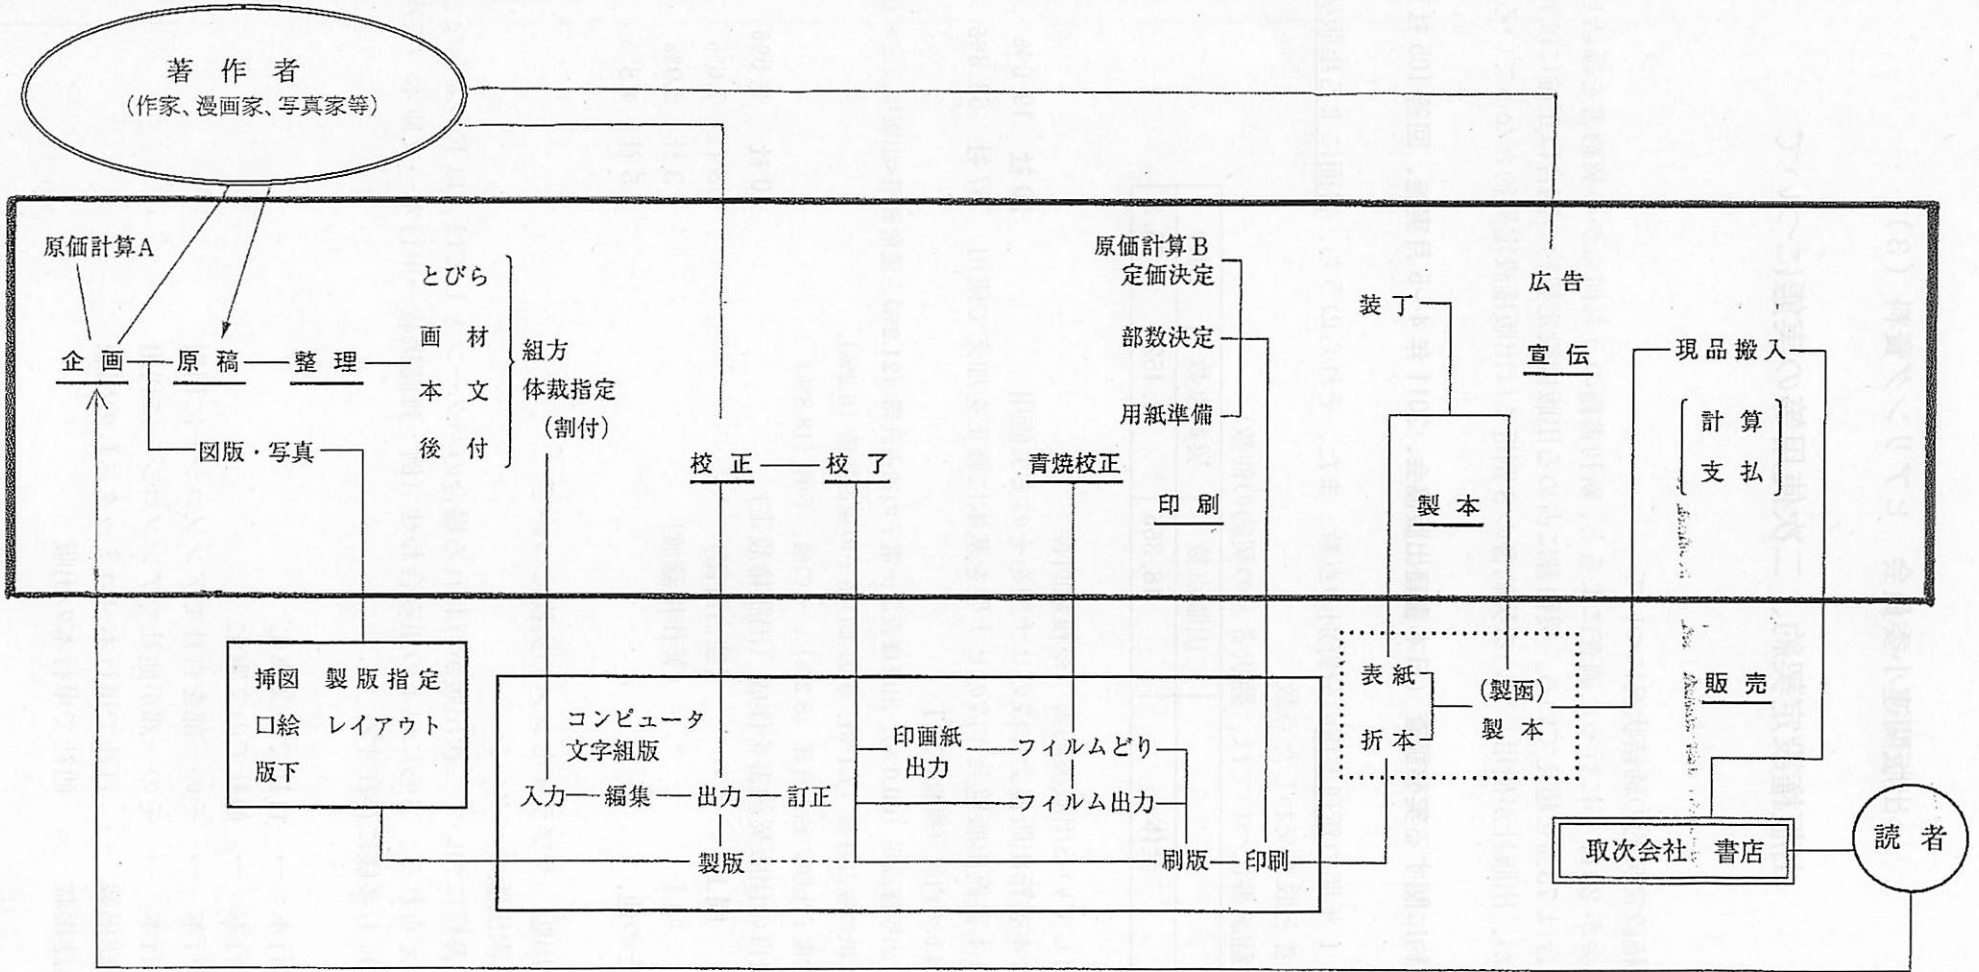 著作者
(作家、漫画家、写真家等)
原価計算A
企画
原稿
整理
図版・写真
とびら
画材
本文
後付
組方
体裁指定
(割付)
校正
校了
青焼校正
原価計算B
定価決定
部数決定
用紙準備
印刷
装丁
製本
広告
宣伝
現品搬入
計算
支払
挿図 製版指定
口絵 レイアウト
版下
コンピュータ
文字組版
入力
編集
出力
訂正
製版
印画紙
出力
フィルムどり
フィルム出力
刷版
印刷
表紙
折本
(製函)
製本
販売
取次会社 書店
読者